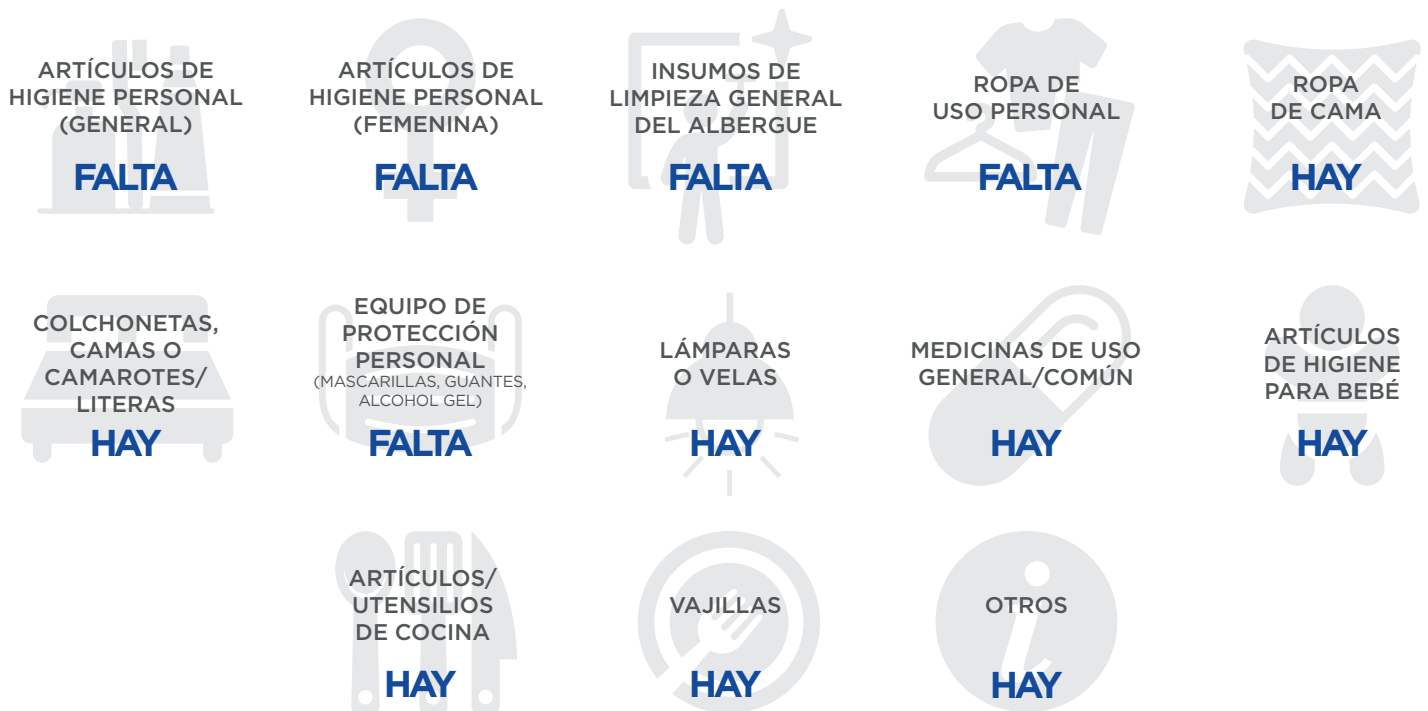 ARTÍCULOS DE
HIGIENE PERSONAL
(GENERAL)
FALTA
ARTÍCULOS DE
HIGIENE PERSONAL
(FEMENINA)
FALTA
INSUMOS DE
LIMPIEZA GENERAL
DEL ALBERGUE
FALTA
ROPA DE
USO PERSONAL
FALTA
ROPA
DE CAMA
HAY
COLCHONETAS,
CAMAS O
CAMAROTES/
LITERAS
HAY
EQUIPO DE
PROTECCIÓN
PERSONAL
(MASCARILLAS, GUANTES,
ALCOHOL GEL)
FALTA
LÁMPARAS
O VELAS
HAY
MEDICINAS DE USO
GENERAL/COMÚN
HAY
ARTÍCULOS
DE HIGIENE
PARA BEBÉ
HAY
ARTÍCULOS/
UTENSILIOS
DE COCINA
HAY
VAJILLAS
HAY
OTROS
HAY